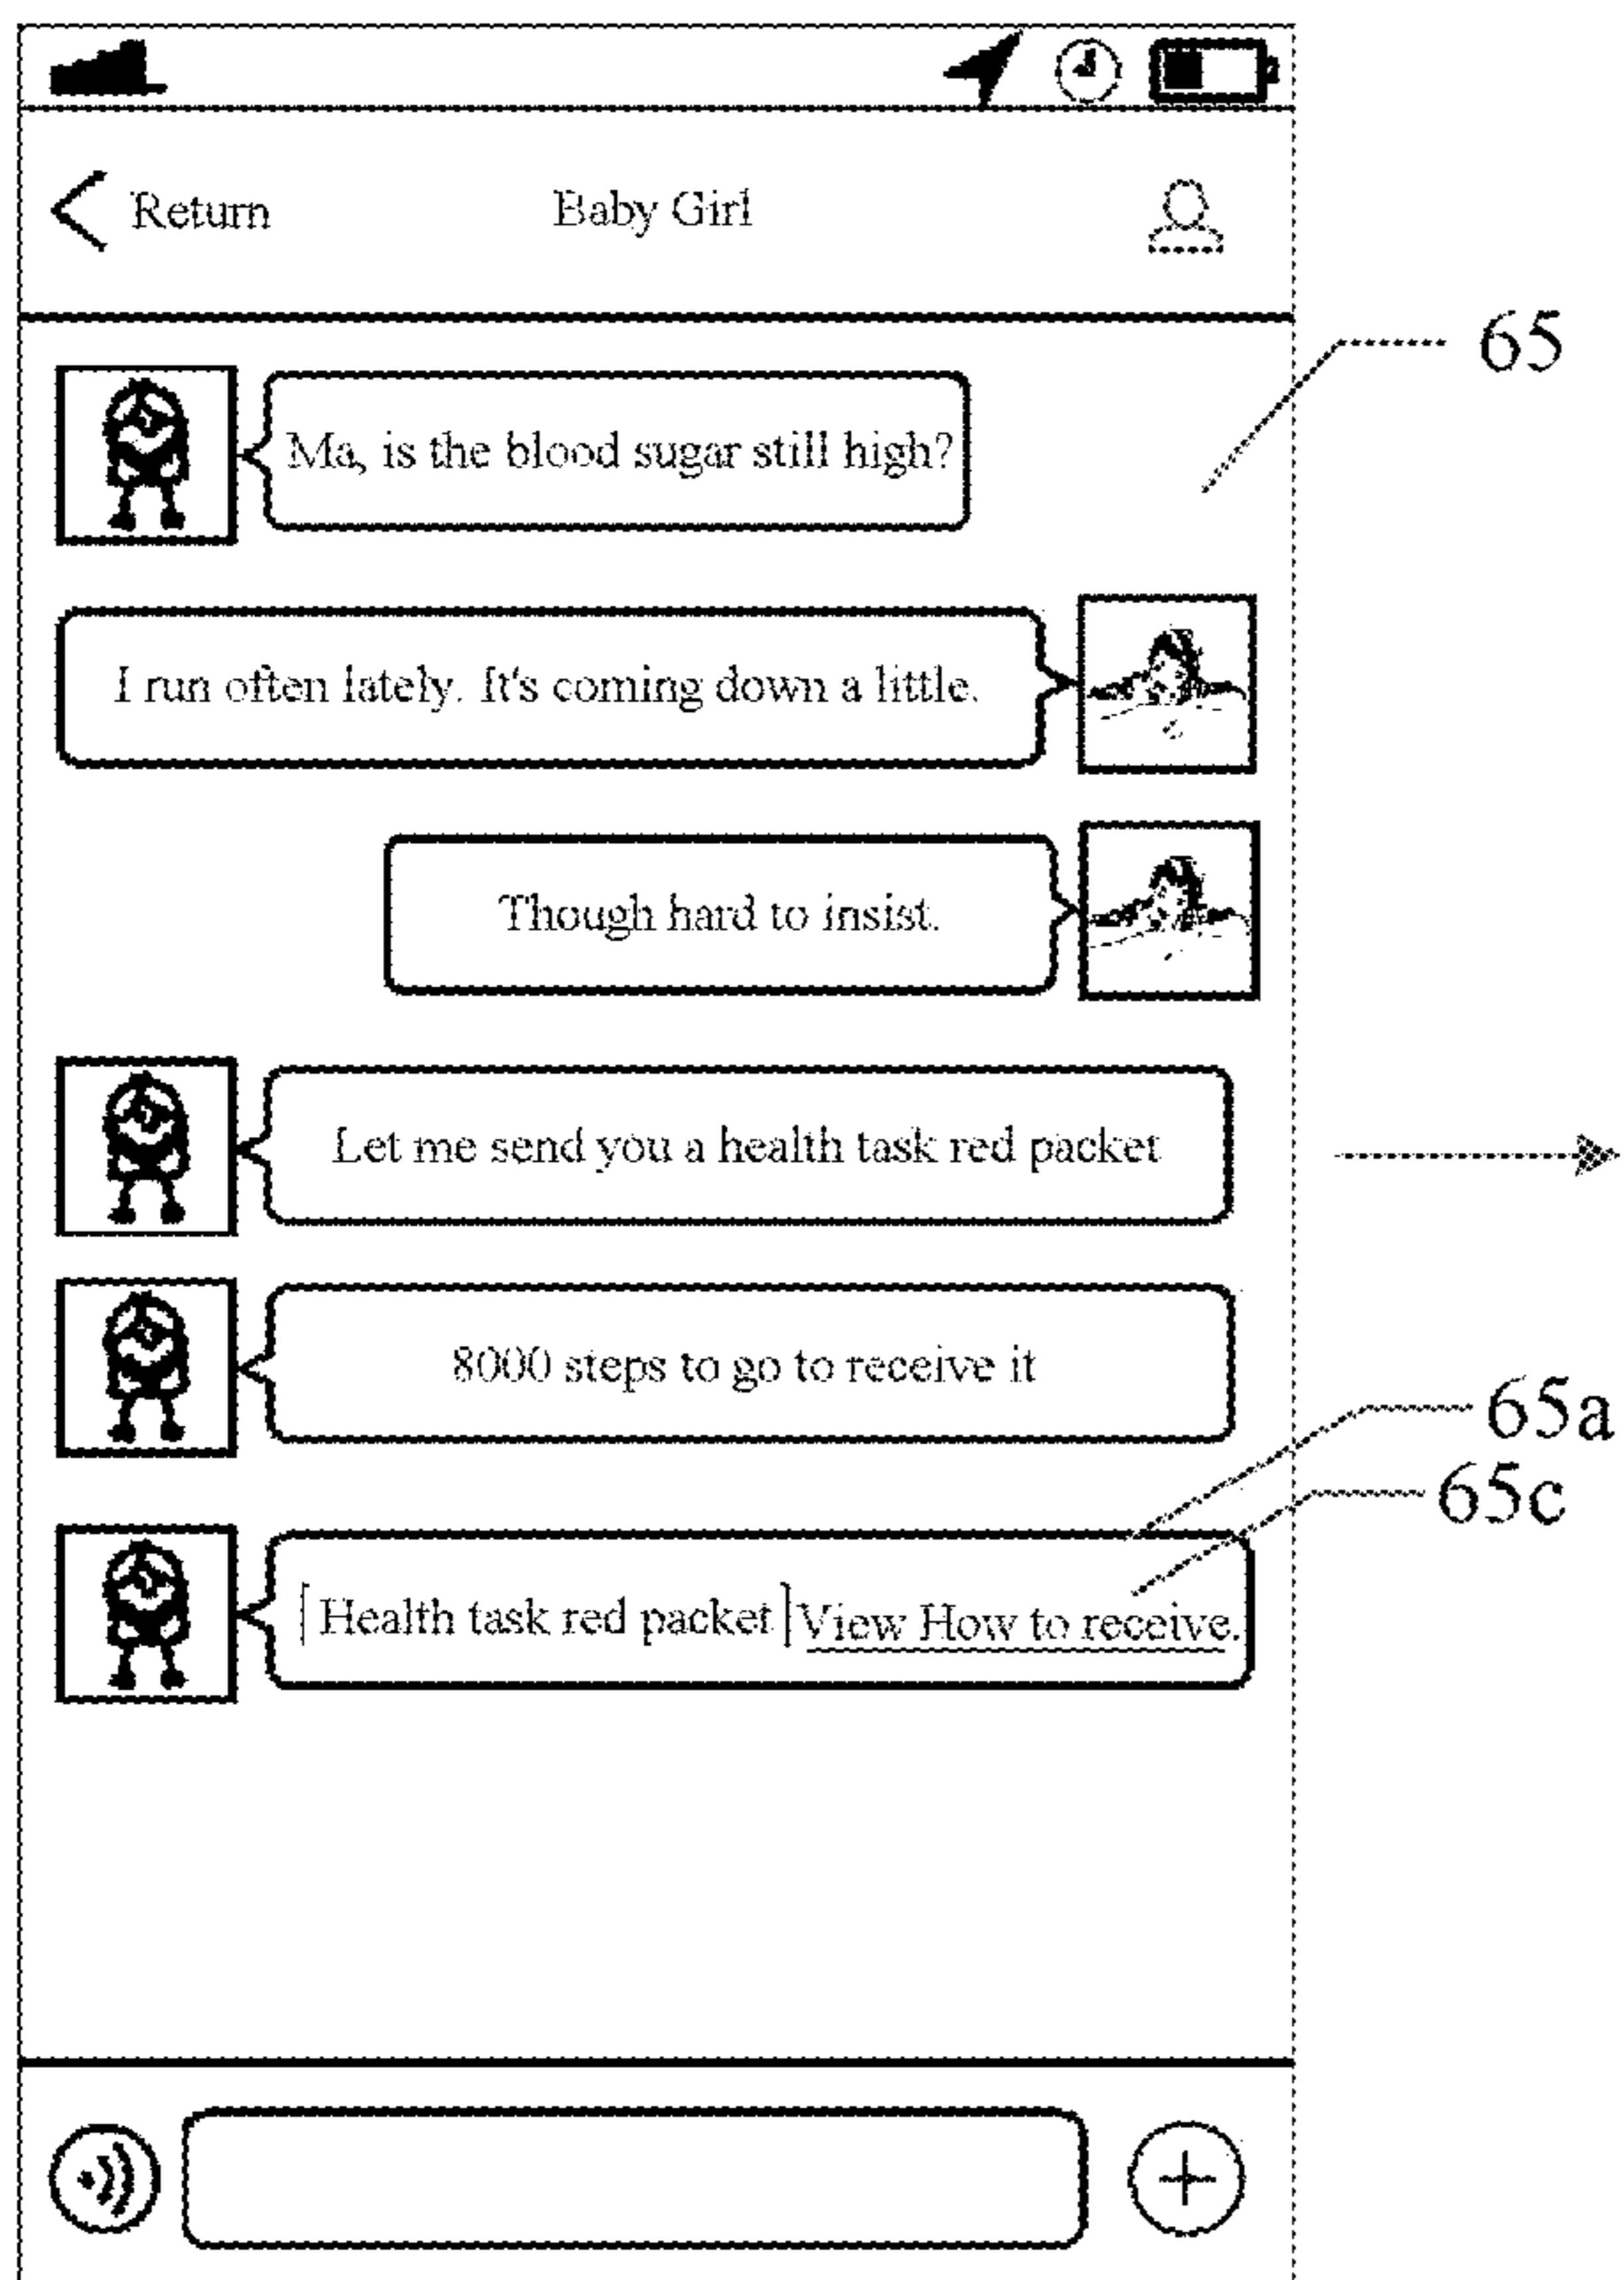 Return Baby Girl
65
Ma, is the blood sugar still high?
I run often lately. It's coming down a little.
Though hard to insist.
Let me send you a health task red packet
8000 steps to go to receive it
65a
65c
[Health task red packet]View How to receive.